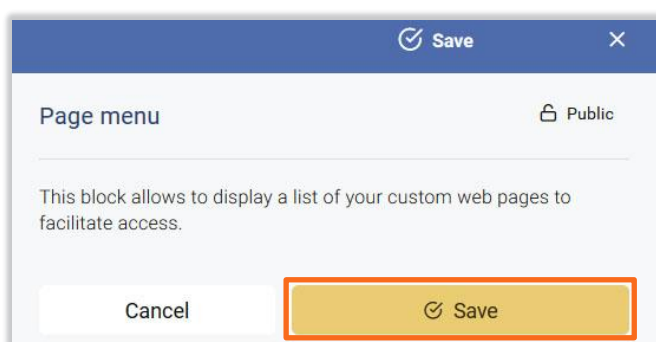 Save
Page menu
Public
This block allows to display a list of your custom web pages to
facilitate access.
Cancel
Save